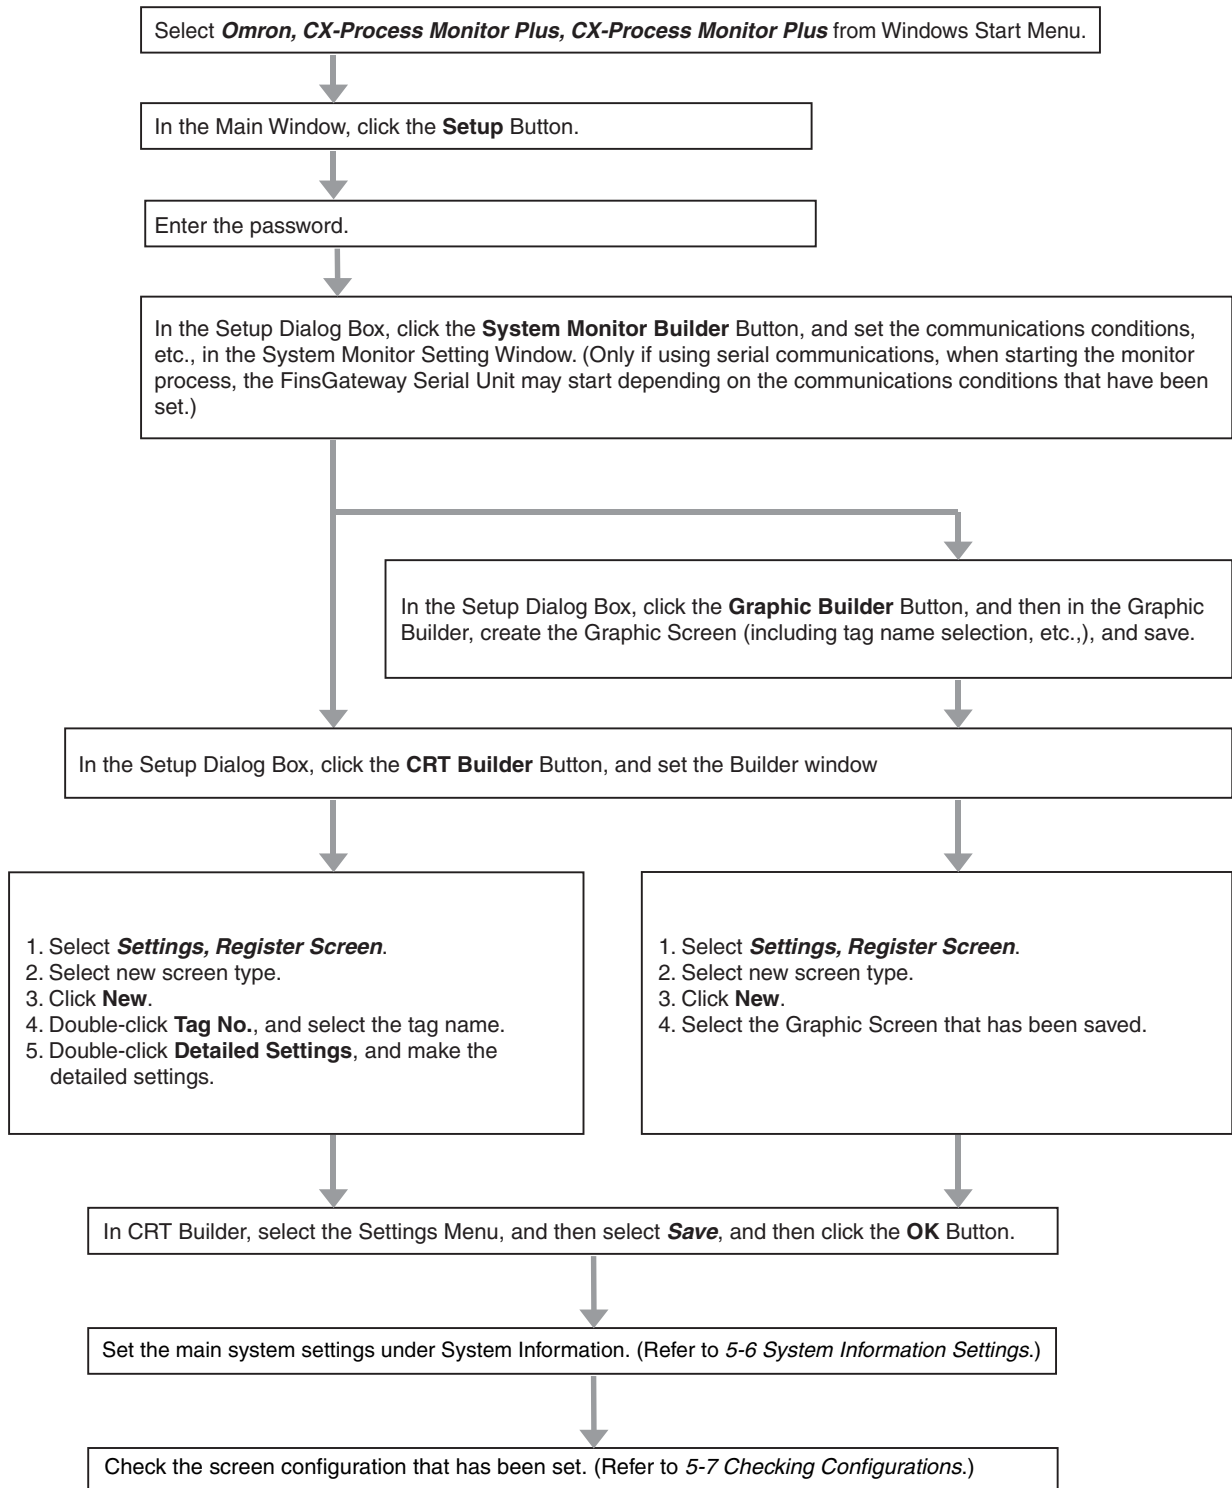 Select Omron, CX-Process Monitor Plus, CX-Process Monitor Plus from Windows Start Menu.
In the Main Window, click the Setup Button.
Enter the password.
In the Setup Dialog Box, click the System Monitor Builder Button, and set the communications conditions,
etc., in the System Monitor Setting Window. (Only if using serial communications, when starting the monitor
process, the FinsGateway Serial Unit may start depending on the communications conditions that have been
set.)
In the Setup Dialog Box, click the Graphic Builder Button, and then in the Graphic
Builder, create the Graphic Screen (including tag name selection, etc.,), and save.
In the Setup Dialog Box, click the CRT Builder Button, and set the Builder window
1. Select Settings, Register Screen.
2. Select new screen type.
3. Click New.
4. Double-click Tag No., and select the tag name.
5. Double-click Detailed Settings, and make the
detailed settings.
1. Select Settings, Register Screen.
2. Select new screen type.
3. Click New.
4. Select the Graphic Screen that has been saved.
In CRT Builder, select the Settings Menu, and then select Save, and then click the OK Button.
Set the main system settings under System Information. (Refer to 5-6 System Information Settings.)
Check the screen configuration that has been set. (Refer to 5-7 Checking Configurations.)